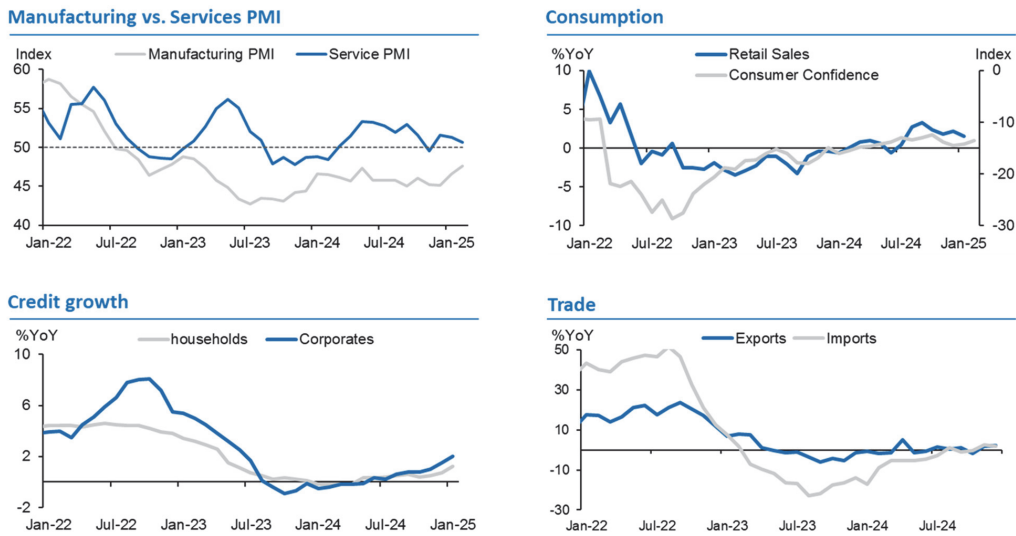 Manufacturing vs. Services PMI
Index
Manufacturing PMI
Service PMI
60
55
50
45
40
Jan-22
Jul-22
Jan-23
Jul-23
Jan-24
Jul-24
Jan-25
Consumption
%YoY
Retail Sales
Index
Consumer Confidence
10
5
0
-5
-10
0
-10
-20
-30
Jan-22
Jul-22
Jan-23
Jul-23
Jan-24
Jul-24
Jan-25
Credit growth
%YoY
households
Corporates
10
6
2
-2
Jan-22
Jul-22
Jan-23
Jul-23
Jan-24
Jul-24
Jan-25
Trade
%YoY
Exports
Imports
50
30
10
-10
-30
Jan-22
Jul-22
Jan-23
Jul-23
Jan-24
Jul-24